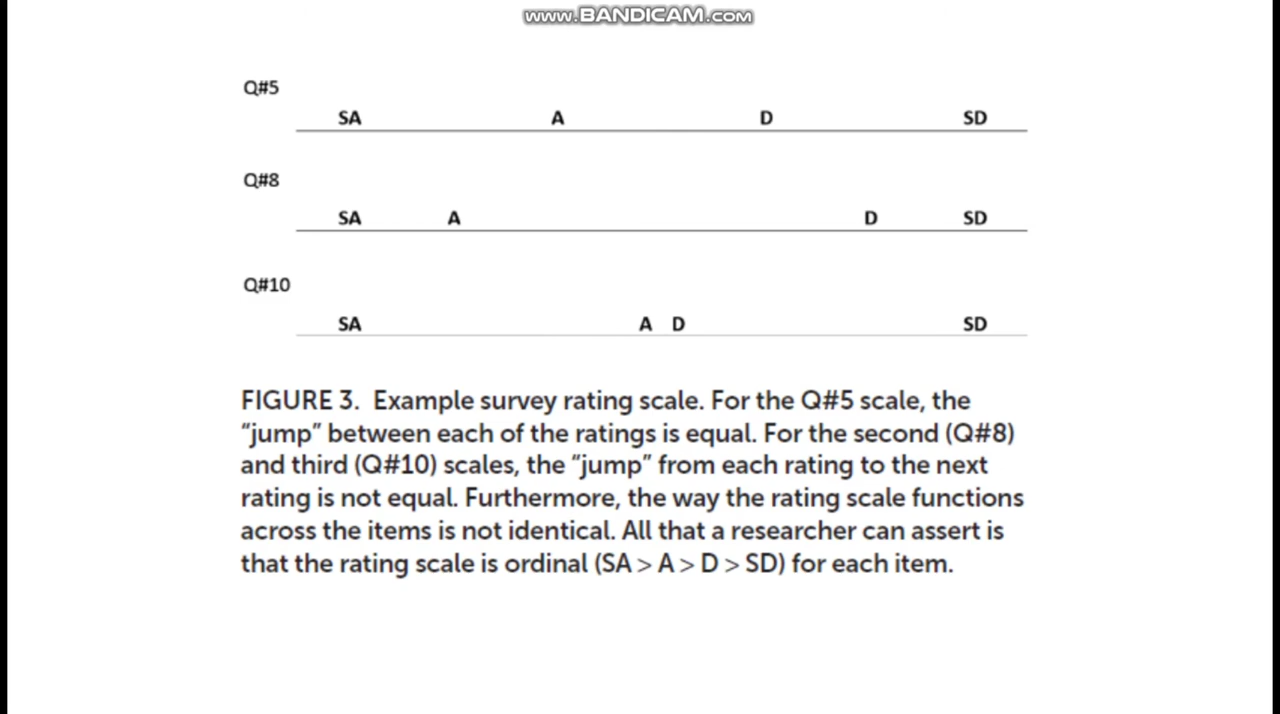 www.BANDICAM.com
Q#5
SA A D SD
Q#8
SA A D SD
Q#10
SA A D SD
FIGURE 3. Example survey rating scale. For the Q#5 scale, the
“jump” between each of the ratings is equal. For the second (Q#8)
and third (Q#10) scales, the “jump” from each rating to the next
rating is not equal. Furthermore, the way the rating scale functions
across the items is not identical. All that a researcher can assert is
that the rating scale is ordinal (SA > A > D > SD) for each item.